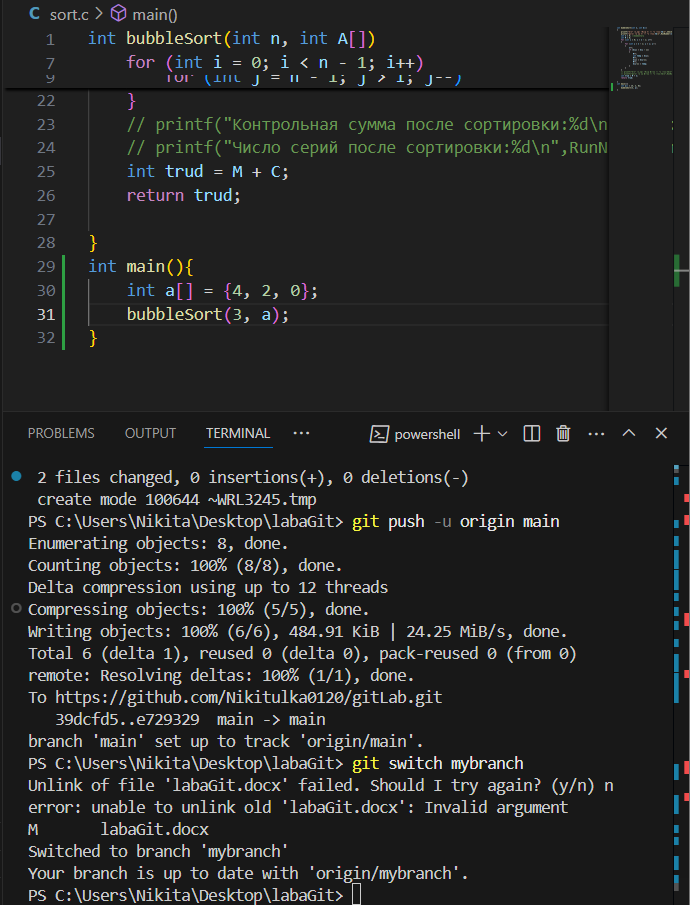 C sort.c > main()
1 int bubbleSort(int n, int A[])
7 for (int i = 0; i < n - 1; i++)
9 for (int j = n - 1; j > i; j--)
22 }
23 // printf("Контрольная сумма после сортировки:%d\n
24 // printf("Число серий после сортировки:%d\n",RunN
25 int trud = M + C;
26 return trud;
27
28 }
29 int main(){
30 int a[] = {4, 2, 0};
31 bubbleSort(3, a);
32 }
PROBLEMS OUTPUT TERMINAL ··· powershell
2 files changed, 0 insertions(+), 0 deletions(-)
create mode 100644 ~WRL3245.tmp
PS C:\Users\Nikita\Desktop\labaGit> git push -u origin main
Enumerating objects: 8, done.
Counting objects: 100% (8/8), done.
Delta compression using up to 12 threads
Compressing objects: 100% (5/5), done.
Writing objects: 100% (6/6), 484.91 KiB | 24.25 MiB/s, done.
Total 6 (delta 1), reused 0 (delta 0), pack-reused 0 (from 0)
remote: Resolving deltas: 100% (1/1), done.
To https://github.com/Nikitulka0120/gitLab.git
39dcfd5..e729329 main -> main
branch 'main' set up to track 'origin/main'.
PS C:\Users\Nikita\Desktop\labaGit> git switch mybranch
Unlink of file 'labaGit.docx' failed. Should I try again? (y/n) n
error: unable to unlink old 'labaGit.docx': Invalid argument
M labaGit.docx
Switched to branch 'mybranch'
Your branch is up to date with 'origin/mybranch'.
PS C:\Users\Nikita\Desktop\labaGit>